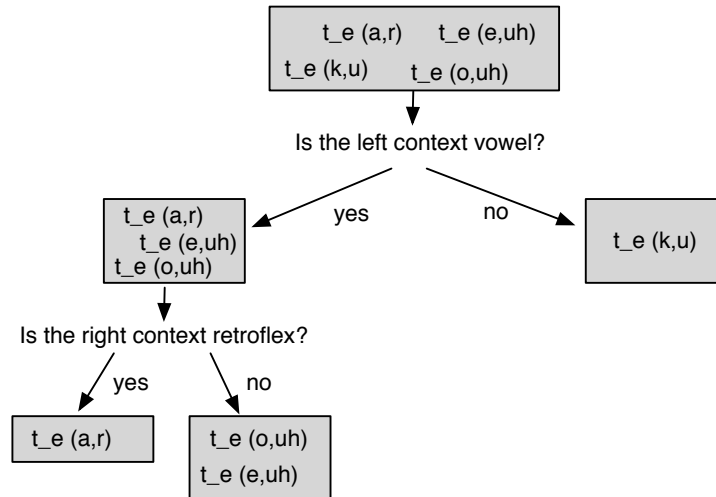 t_e (a,r) t_e (e,uh)
t_e (k,u) t_e (o,uh)
Is the left context vowel?
yes no
t_e (a,r)
t_e (e,uh)
t_e (o,uh)
t_e (k,u)
Is the right context retroflex?
yes no
t_e (a,r)
t_e (o,uh)
t_e (e,uh)